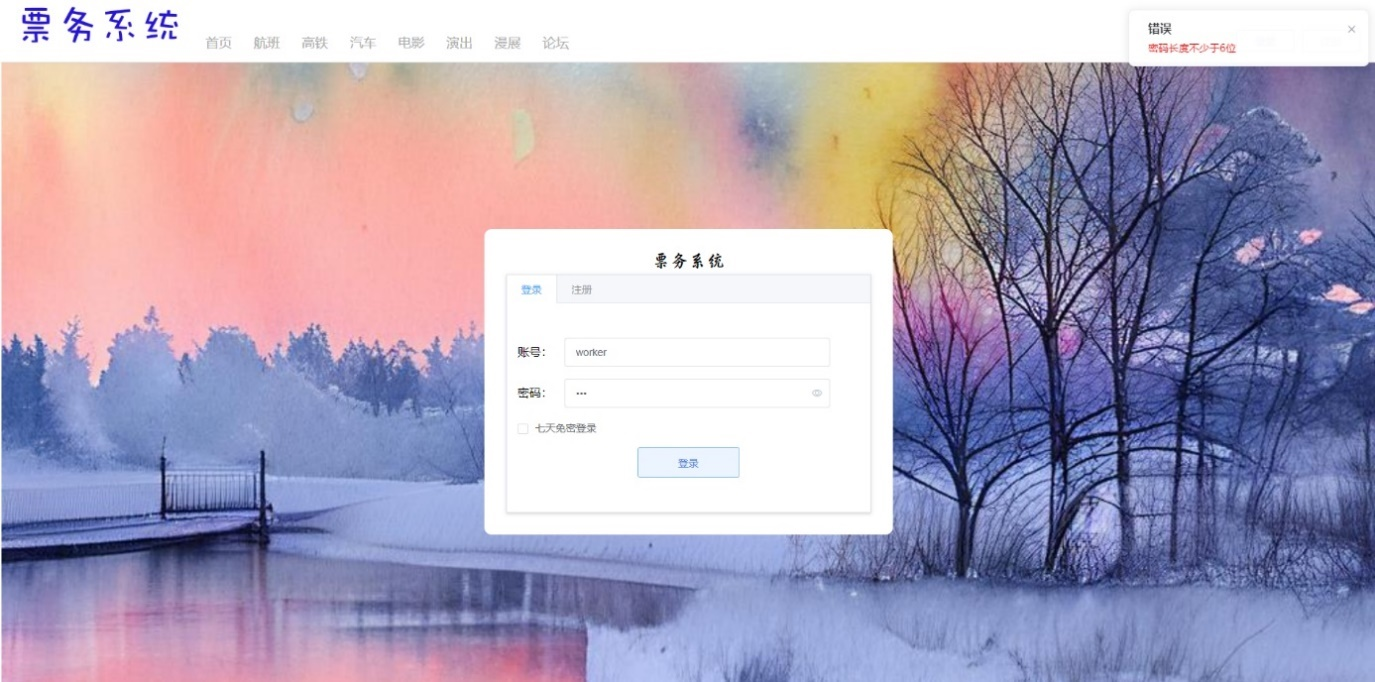 票务系统
首页 航班 高铁 汽车 电影 演出 漫展 论坛
错误
密码长度不少于6位
票务系统
登录 注册
账号： worker
密码： •••
七天免密登录
登录